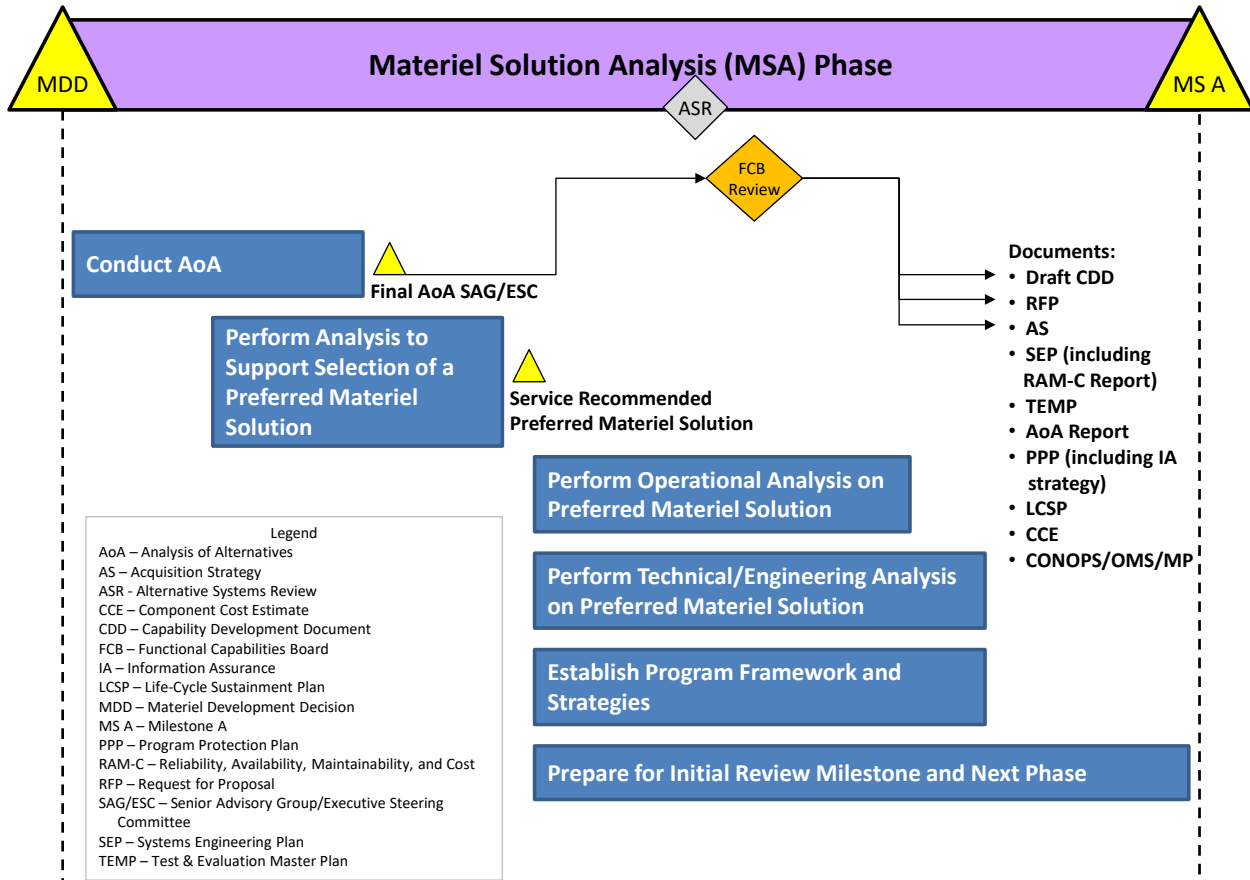 Materiel Solution Analysis (MSA) Phase
MDD
MS A
ASR
FCB
Review
Conduct AoA
Final AoA SAG/ESC
Perform Analysis to
Support Selection of a
Preferred Materiel
Solution
Service Recommended
Preferred Materiel Solution
Perform Operational Analysis on
Preferred Materiel Solution
Perform Technical/Engineering Analysis
on Preferred Materiel Solution
Establish Program Framework and
Strategies
Prepare for Initial Review Milestone and Next Phase
Documents:
• Draft CDD
• RFP
• AS
• SEP (including
RAM-C Report)
• TEMP
• AoA Report
• PPP (including IA
strategy)
• LCSP
• CCE
• CONOPS/OMS/MP
Legend
AoA – Analysis of Alternatives
AS – Acquisition Strategy
ASR - Alternative Systems Review
CCE – Component Cost Estimate
CDD – Capability Development Document
FCB – Functional Capabilities Board
IA – Information Assurance
LCSP – Life-Cycle Sustainment Plan
MDD – Materiel Development Decision
MS A – Milestone A
PPP – Program Protection Plan
RAM-C – Reliability, Availability, Maintainability, and Cost
RFP – Request for Proposal
SAG/ESC – Senior Advisory Group/Executive Steering
Committee
SEP – Systems Engineering Plan
TEMP – Test & Evaluation Master Plan